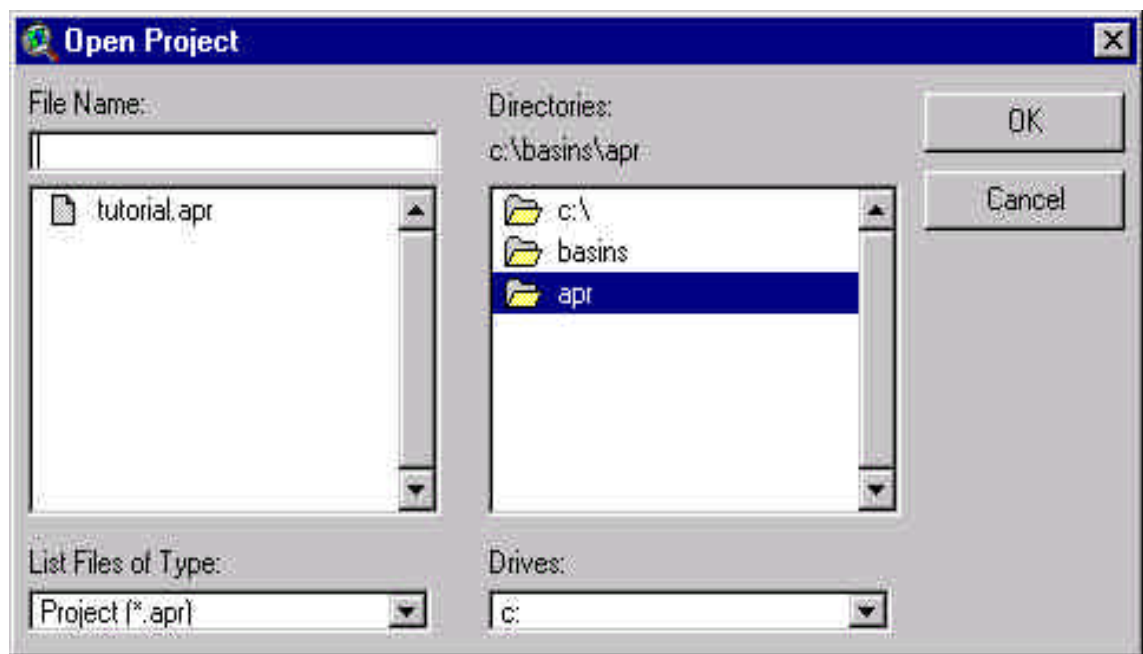 Open Project
File Name:
tutorial.apr
List Files of Type:
Project (*.apr)
Directories:
c:\basins\apr
c:\
basins
apr
Drives:
c:
OK
Cancel